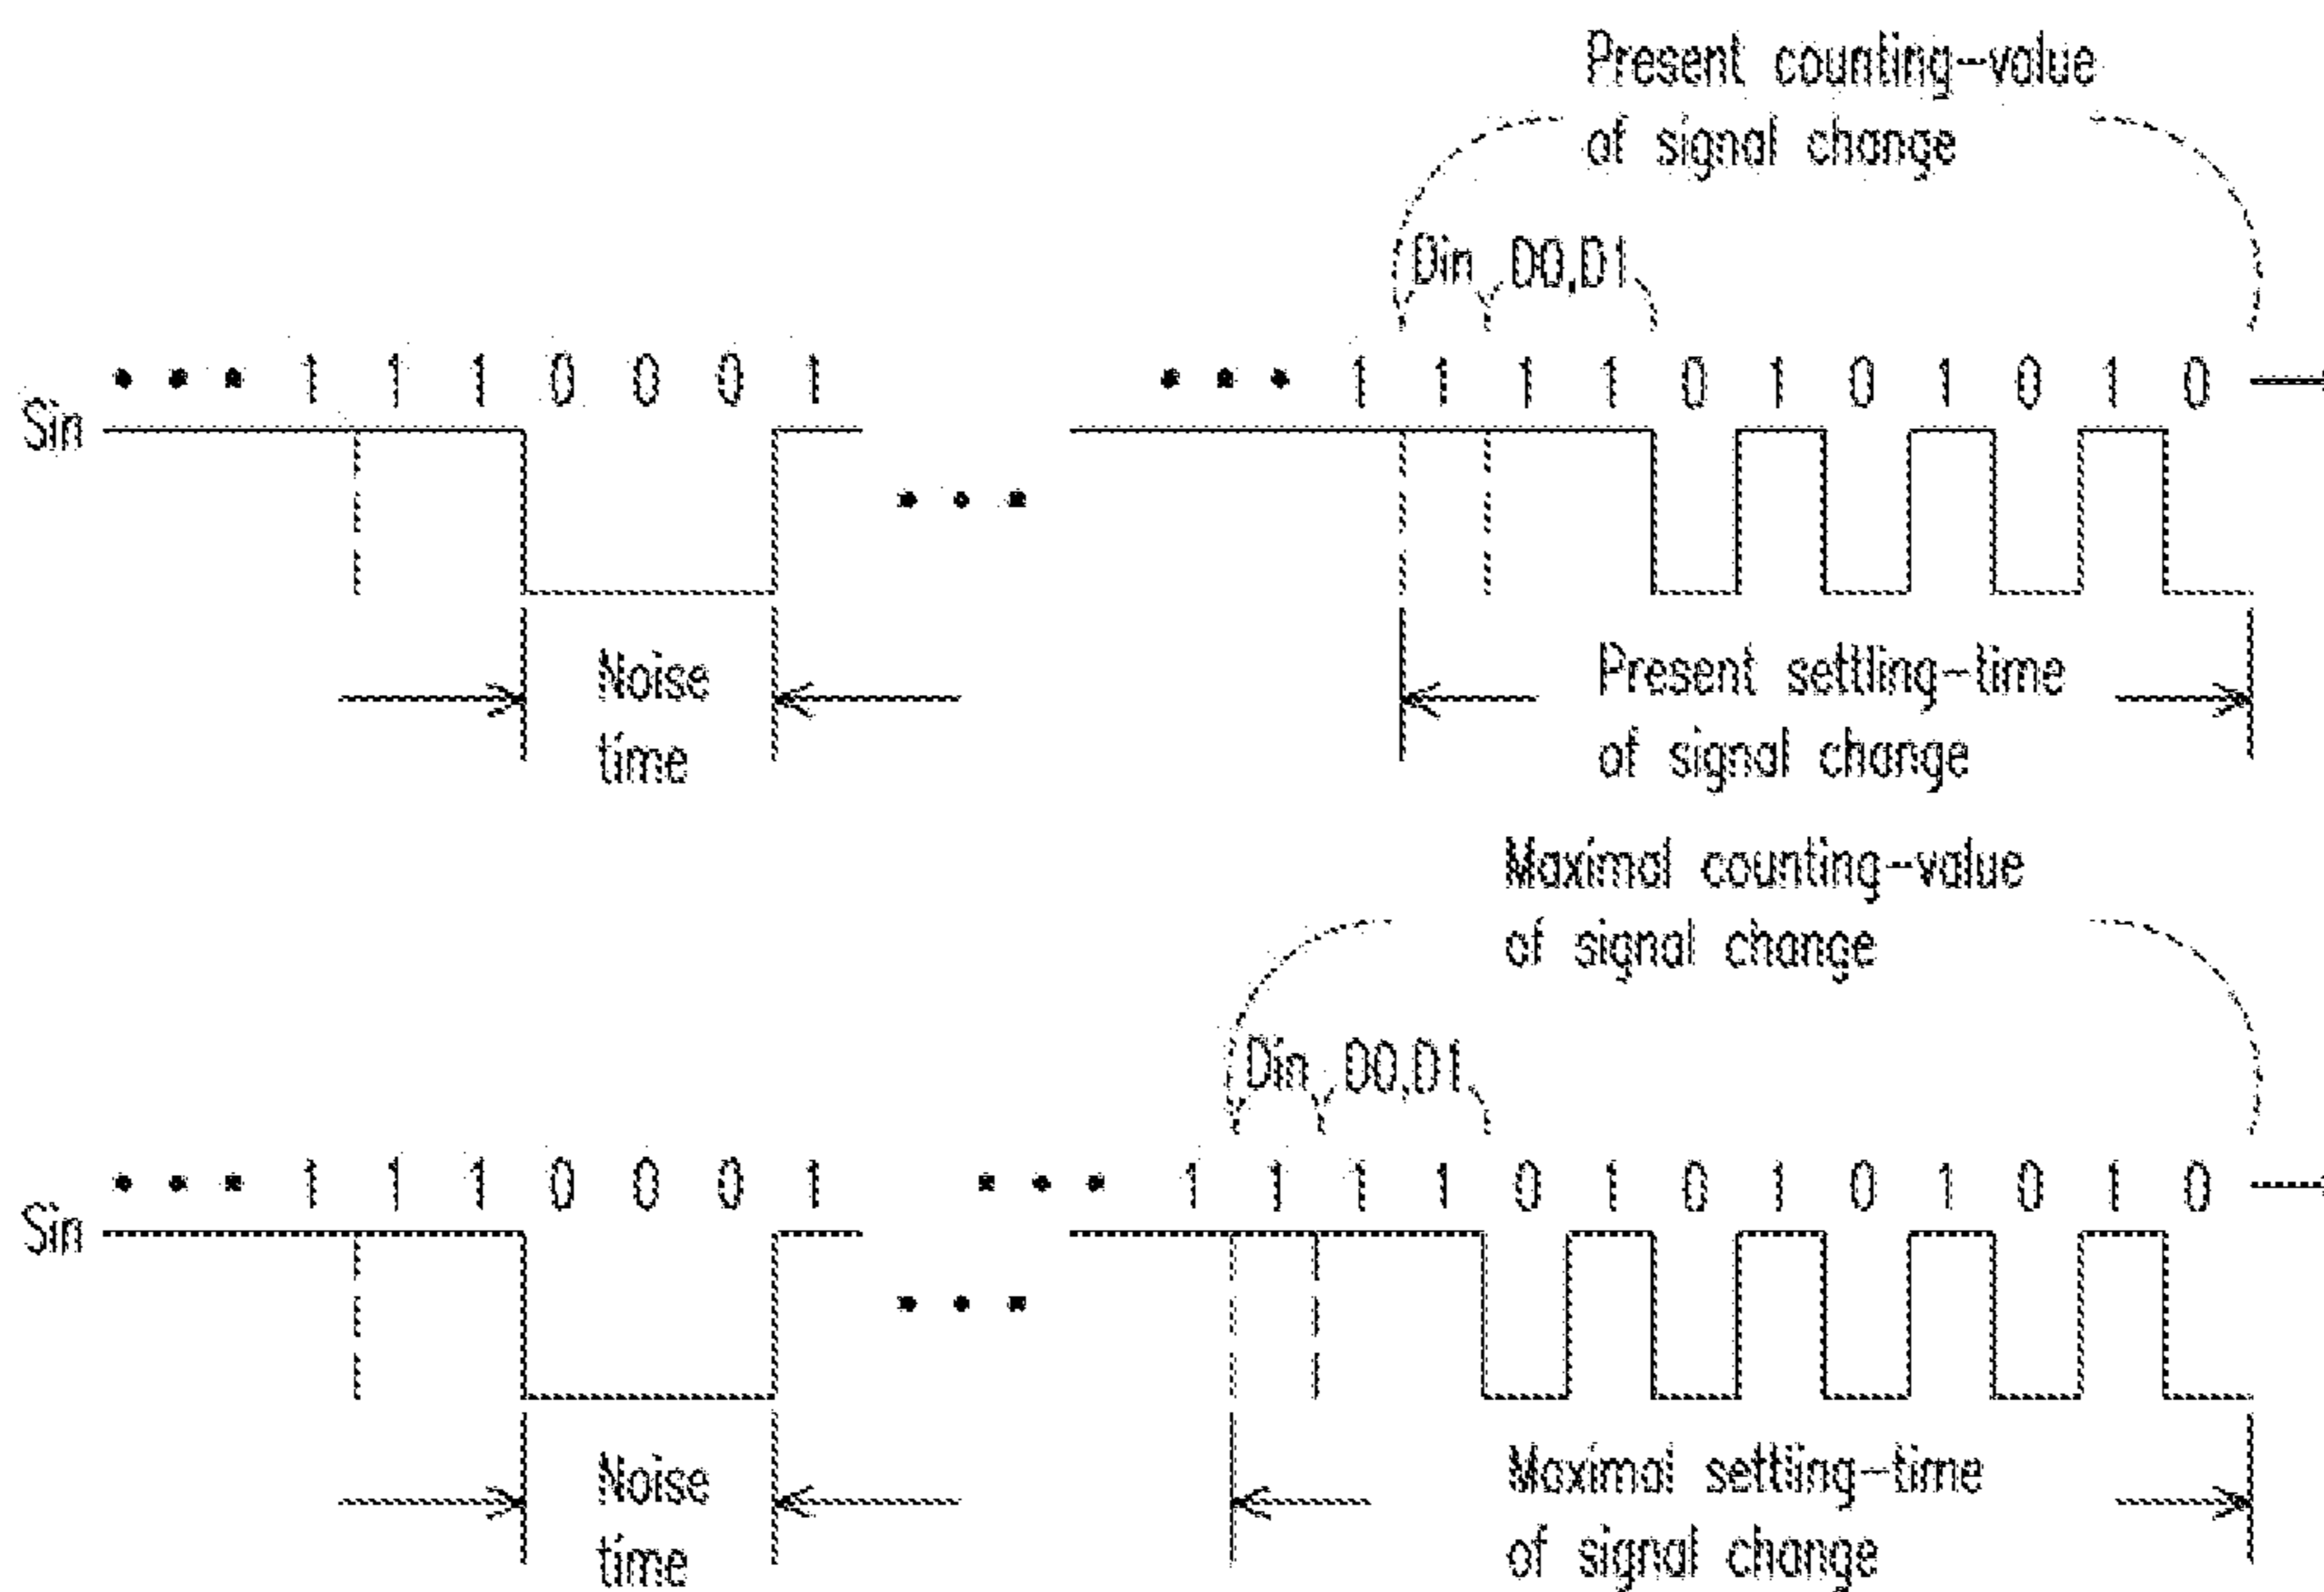 Present counting-value
of signal change
Din D0,D1
• • • 1 1 1 0 0 0 1 • • • 1 1 1 1 0 1 0 1 0 1 0
Sin
• • •
Noise
time
Present settling-time
of signal change
Maximal counting-value
of signal change
Din D0,D1
• • • 1 1 1 0 0 0 1 • • • 1 1 1 1 0 1 0 1 0 1 0 1 0
Sin
• • •
Noise
time
Maximal settling-time
of signal change